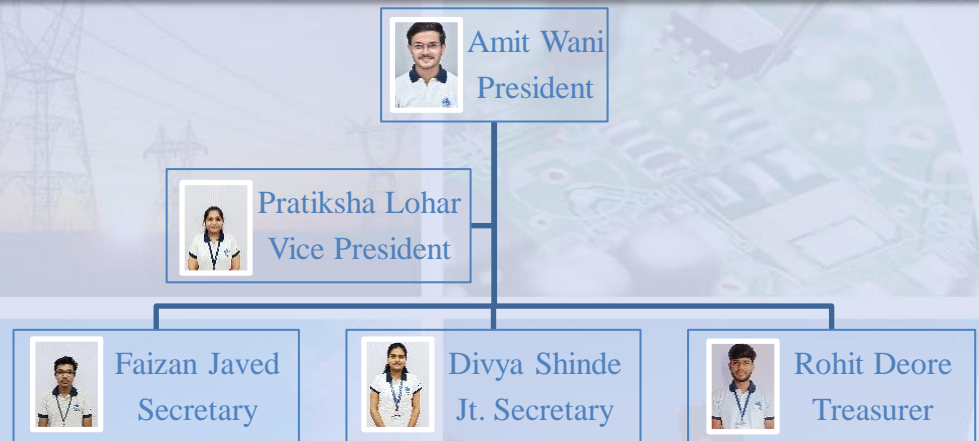 Amit Wani
President
Pratiksha Lohar
Vice President
Faizan Javed
Secretary
Divya Shinde
Jt. Secretary
Rohit Deore
Treasurer